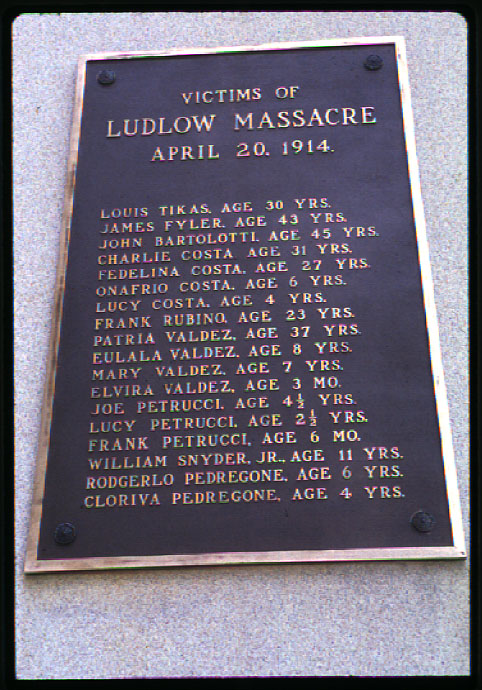 VICTIMS OF
LUDLOW MASSACRE
APRIL 20, 1914.
LOUIS TIKAS, AGE 30 YRS.
JAMES FYLER, AGE 43 YRS.
JOHN BARTOLOTTI, AGE 45 YRS.
CHARLIE COSTA AGE 31 YRS.
FEDELINA COSTA, AGE 27 YRS.
ONAFRIO COSTA, AGE 6 YRS.
LUCY COSTA, AGE 4 YRS.
FRANK RUBINO, AGE 23 YRS.
PATRIA VALDEZ, AGE 37 YRS.
EULALA VALDEZ, AGE 8 YRS.
MARY VALDEZ, AGE 7 YRS.
ELVIRA VALDEZ, AGE 3 MO.
JOE PETRUCCI, AGE 4½ YRS.
LUCY PETRUCCI, AGE 2½ YRS.
FRANK PETRUCCI, AGE 6 MO.
WILLIAM SNYDER, JR., AGE 11 YRS.
RODGERLO PEDREGONE, AGE 6 YRS.
CLORIVA PEDREGONE, AGE 4 YRS.